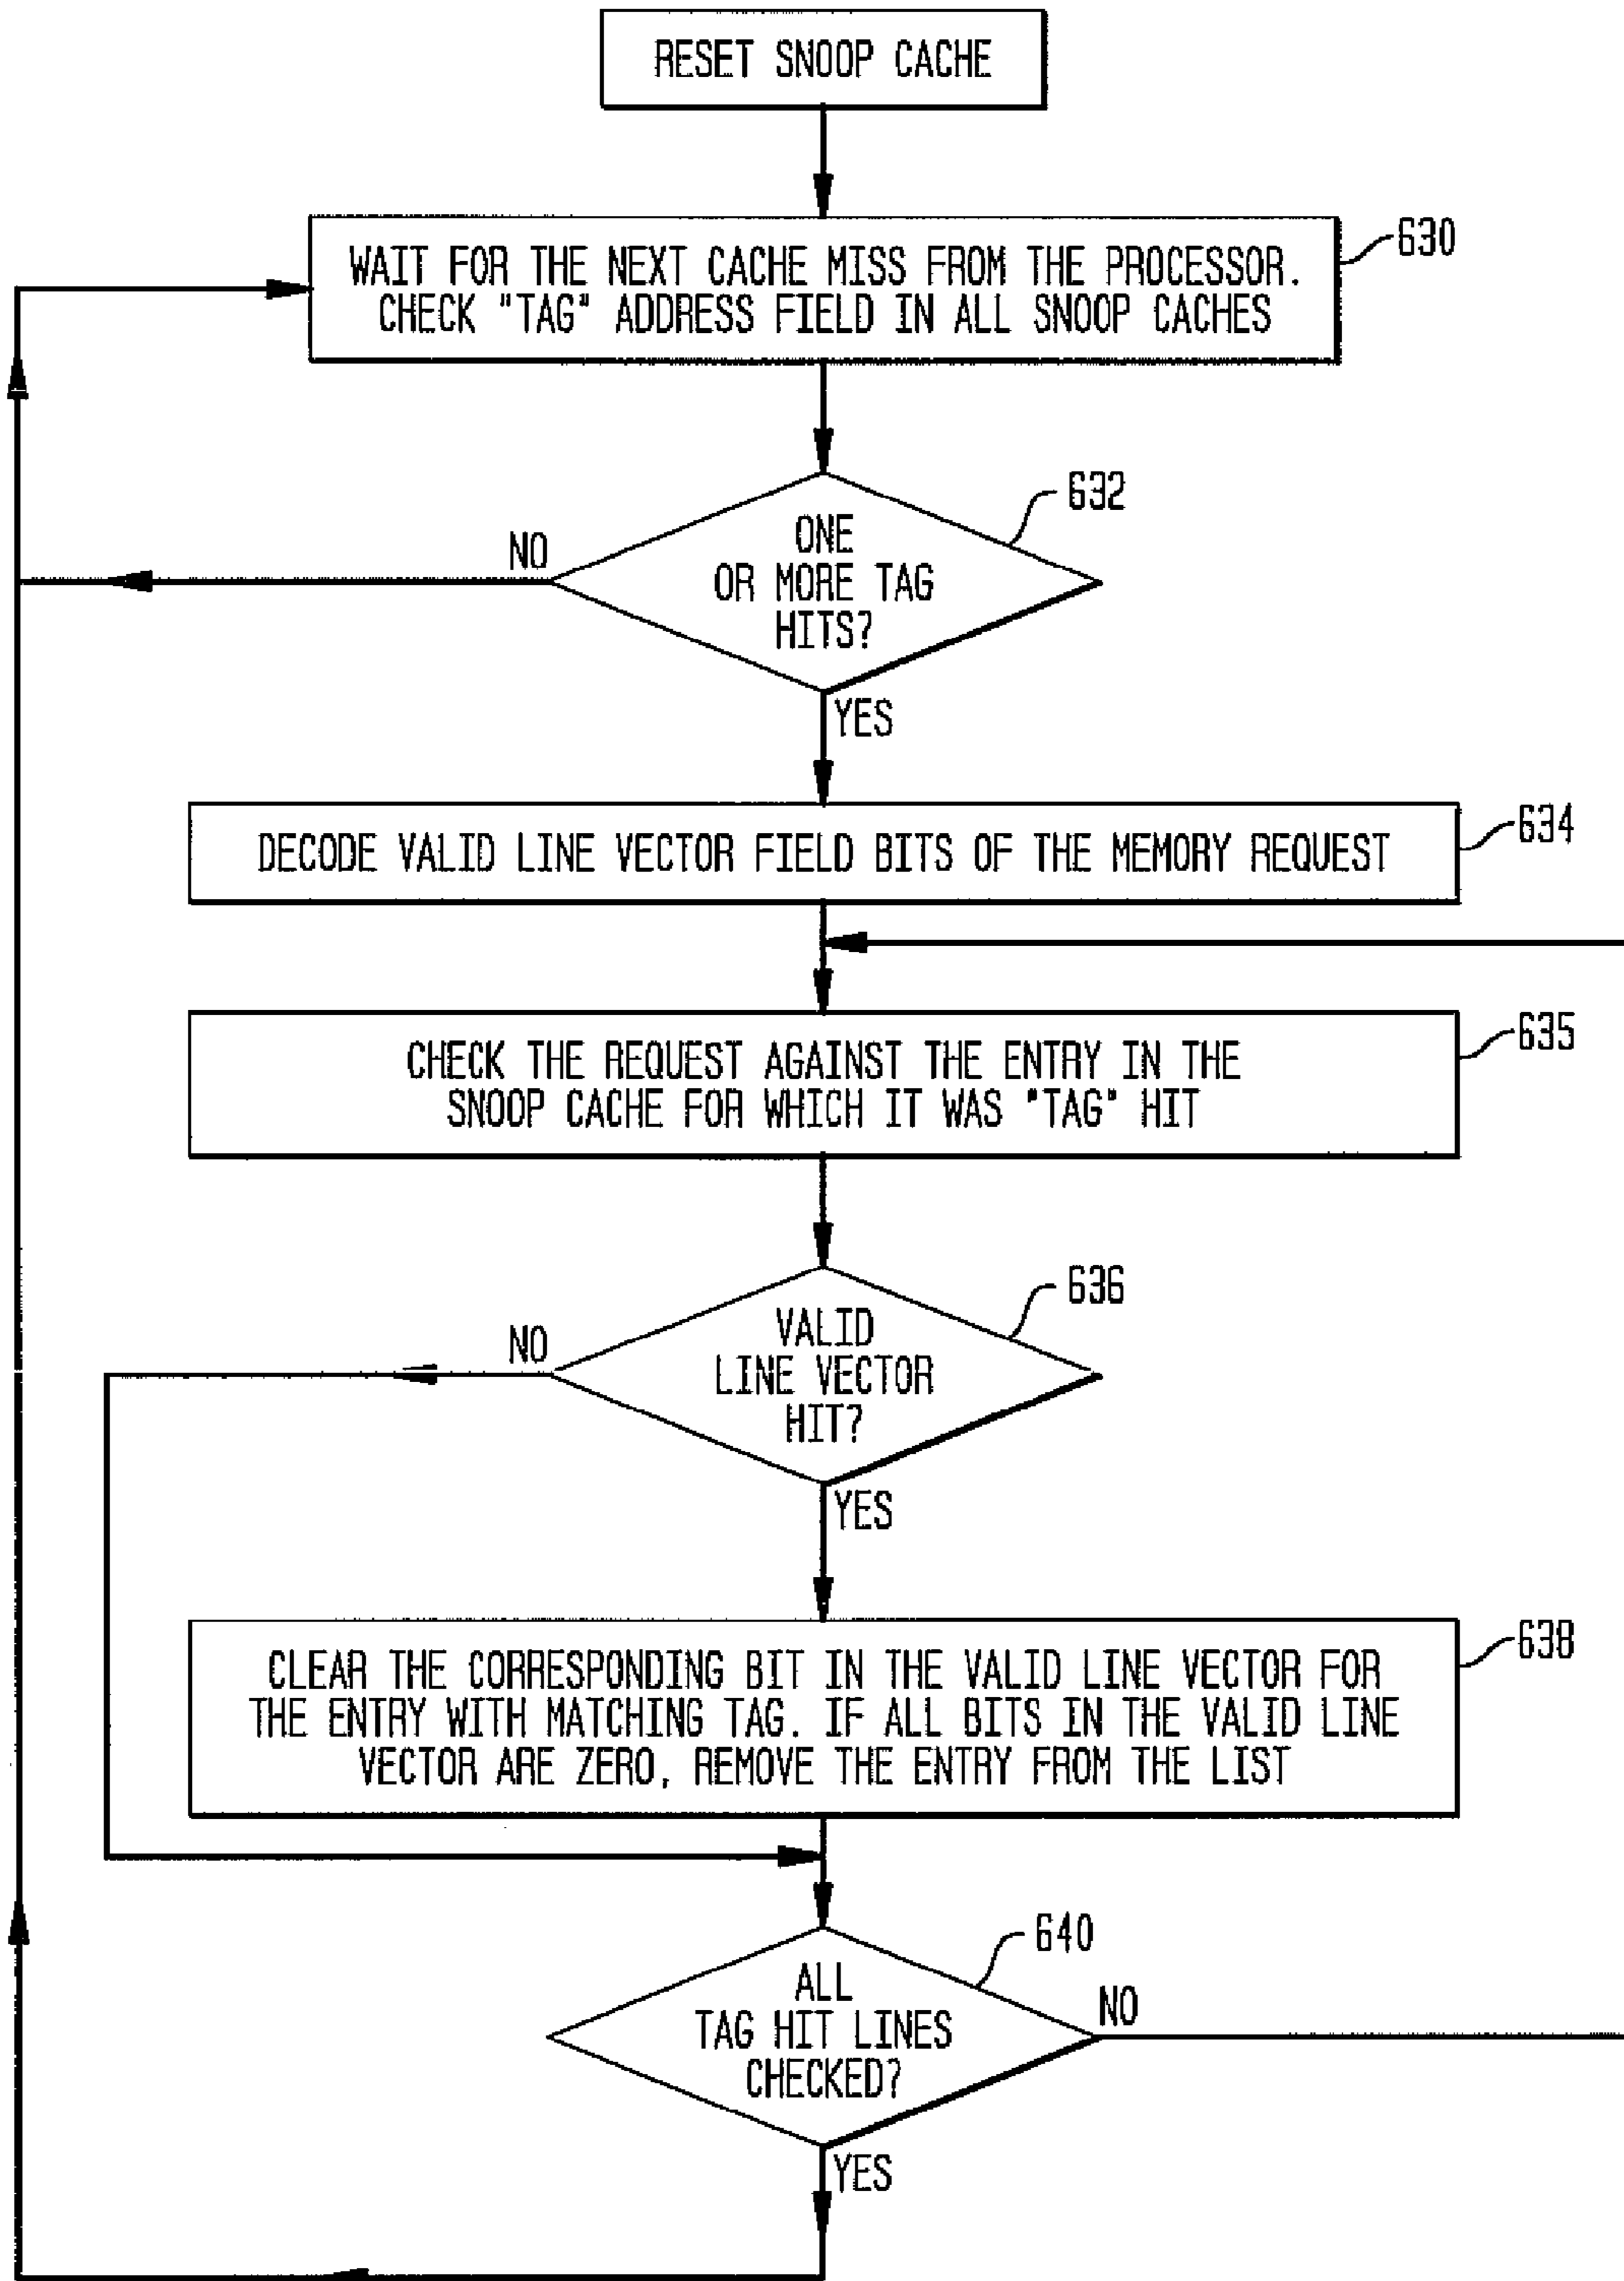 RESET SNOOP CACHE
WAIT FOR THE NEXT CACHE MISS FROM THE PROCESSOR.
CHECK "TAG" ADDRESS FIELD IN ALL SNOOP CACHES
630
632
ONE
OR MORE TAG
HITS?
NO
YES
DECODE VALID LINE VECTOR FIELD BITS OF THE MEMORY REQUEST
634
CHECK THE REQUEST AGAINST THE ENTRY IN THE
SNOOP CACHE FOR WHICH IT WAS "TAG" HIT
635
636
VALID
LINE VECTOR
HIT?
NO
YES
CLEAR THE CORRESPONDING BIT IN THE VALID LINE VECTOR FOR
THE ENTRY WITH MATCHING TAG. IF ALL BITS IN THE VALID LINE
VECTOR ARE ZERO, REMOVE THE ENTRY FROM THE LIST
638
640
ALL
TAG HIT LINES
CHECKED?
NO
YES